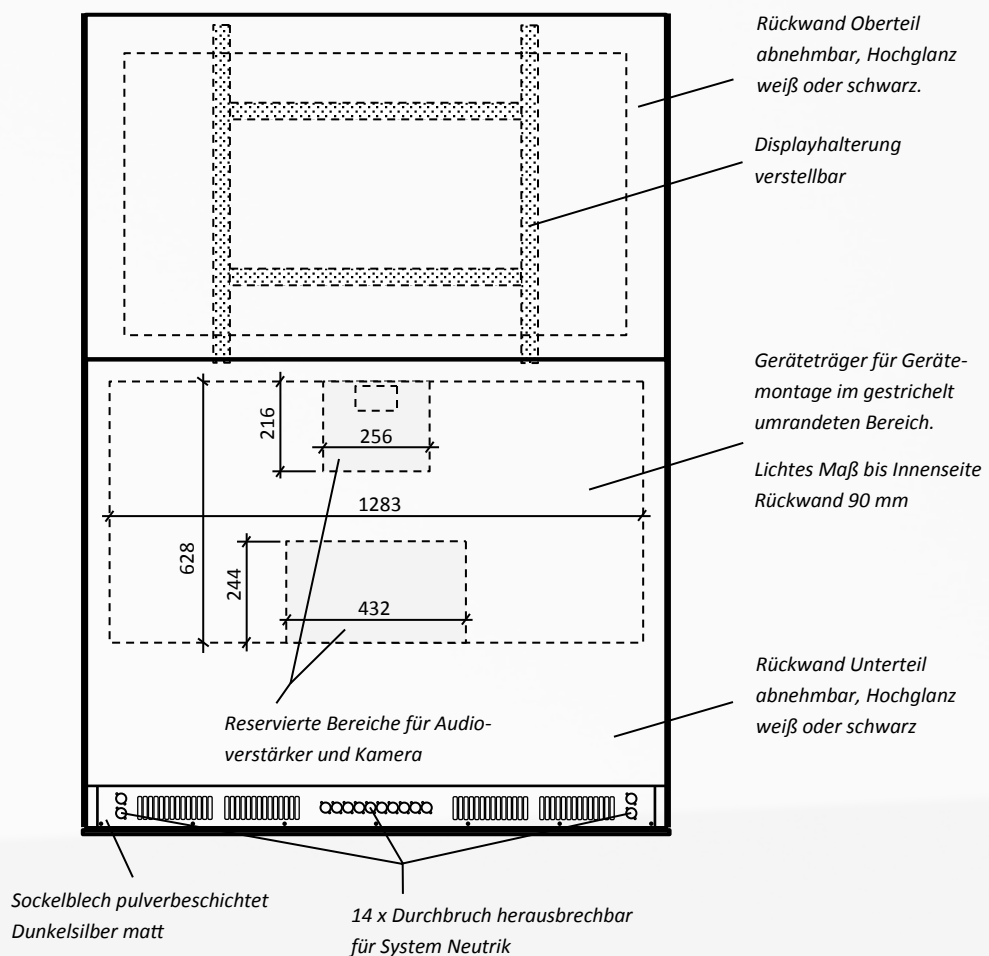 Rückwand Oberteil
abnehmbar, Hochglanz
weiß oder schwarz.
Displayhalterung
verstellbar
Geräteträger für Geräte-
montage im gestrichelt
umrandeten Bereich.
Lichtes Maß bis Innenseite
Rückwand 90 mm
216
256
1283
628
244
432
Rückwand Unterteil
abnehmbar, Hochglanz
weiß oder schwarz
Reservierte Bereiche für Audio-
verstärker und Kamera
Sockelblech pulverbeschichtet
Dunkelsilber matt
14 x Durchbruch herausbrechbar
für System Neutrik